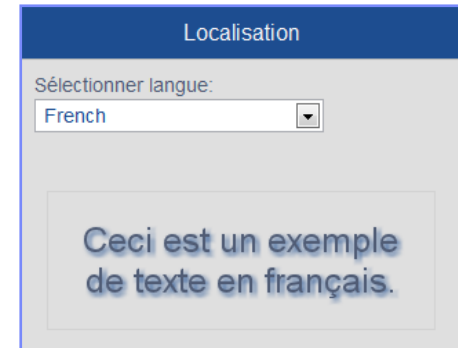 Localisation
Sélectionner langue:
French
Ceci est un exemple
de texte en français.